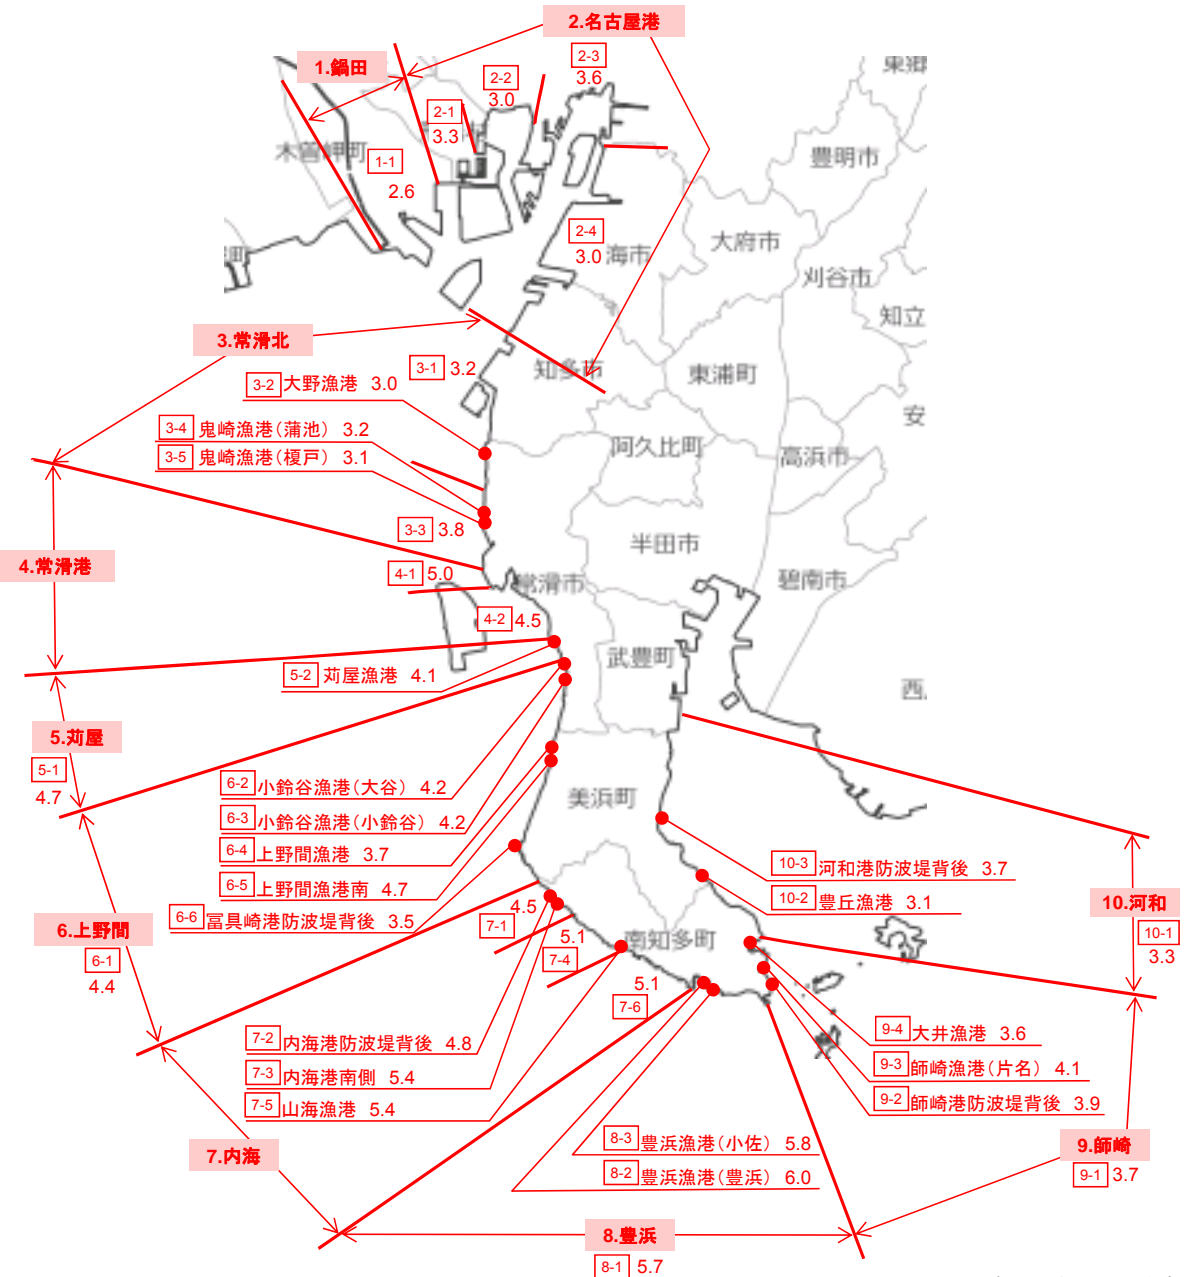 2.名古屋港
1.鍋田
2-3
3.6
2-2
3.0
2-1
3.3
東郷
豊明市
木曽岬町
1-1
2.6
2-4
3.0
海市
大府市
刈谷市
知立
3.常滑北
3-1 3.2
知多市
東浦町
3-2 大野漁港 3.0
安
3-4 鬼崎漁港(蒲池) 3.2
3-5 鬼崎漁港(榎戸) 3.1
阿久比町
高浜市
3-3 3.8
半田市
4.常滑港
4-1 5.0
常滑市
碧南市
4-2 4.5
武豊町
5-2 苅屋漁港 4.1
西
5.苅屋
5-1
4.7
6-2 小鈴谷漁港(大谷) 4.2
美浜町
6-3 小鈴谷漁港(小鈴谷) 4.2
6-4 上野間漁港 3.7
6-5 上野間漁港南 4.7
10-3 河和港防波堤背後 3.7
10-2 豊丘漁港 3.1
6-6 冨具崎港防波堤背後 3.5
4.5
7-1
5.1
7-4
南知多町
10.河和
10-1
3.3
6.上野間
6-1
4.4
5.1
7-6
7-2 内海港防波堤背後 4.8
7-3 内海港南側 5.4
7-5 山海漁港 5.4
9-4 大井漁港 3.6
9-3 師崎漁港(片名) 4.1
9-2 師崎港防波堤背後 3.9
7.内海
8-3 豊浜漁港(小佐) 5.8
8-2 豊浜漁港(豊浜) 6.0
9.師崎
9-1 3.7
8.豊浜
8-1 5.7